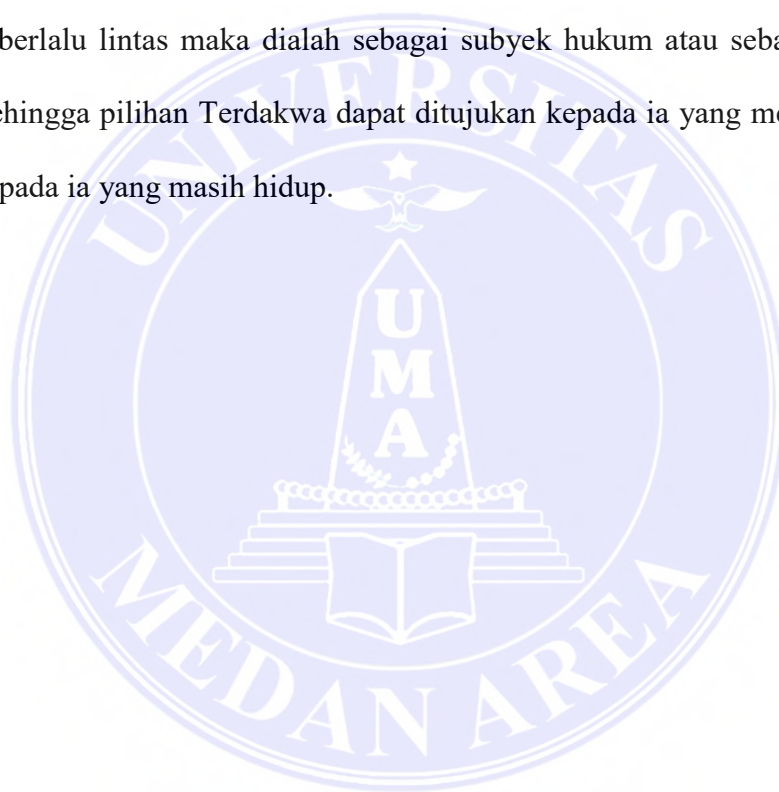 berlalu lintas maka dialah sebagai subyek hukum atau seba
ehingga pilihan Terdakwa dapat ditujukan kepada ia yang me
pada ia yang masih hidup.
UNIVERSITAS
U
M
A
MEDAN AREA